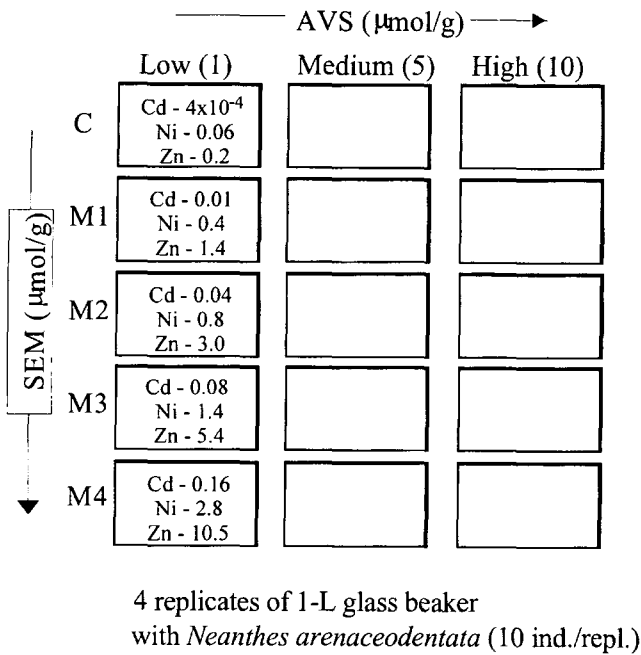 AVS (μmol/g)
Low (1) Medium (5) High (10)
SEM (μmol/g)
C
Cd - 4x10-4
Ni - 0.06
Zn - 0.2
M1
Cd - 0.01
Ni - 0.4
Zn - 1.4
M2
Cd - 0.04
Ni - 0.8
Zn - 3.0
M3
Cd - 0.08
Ni - 1.4
Zn - 5.4
M4
Cd - 0.16
Ni - 2.8
Zn - 10.5
4 replicates of 1-L glass beaker
with Neanthes arenaceodentata (10 ind./repl.)